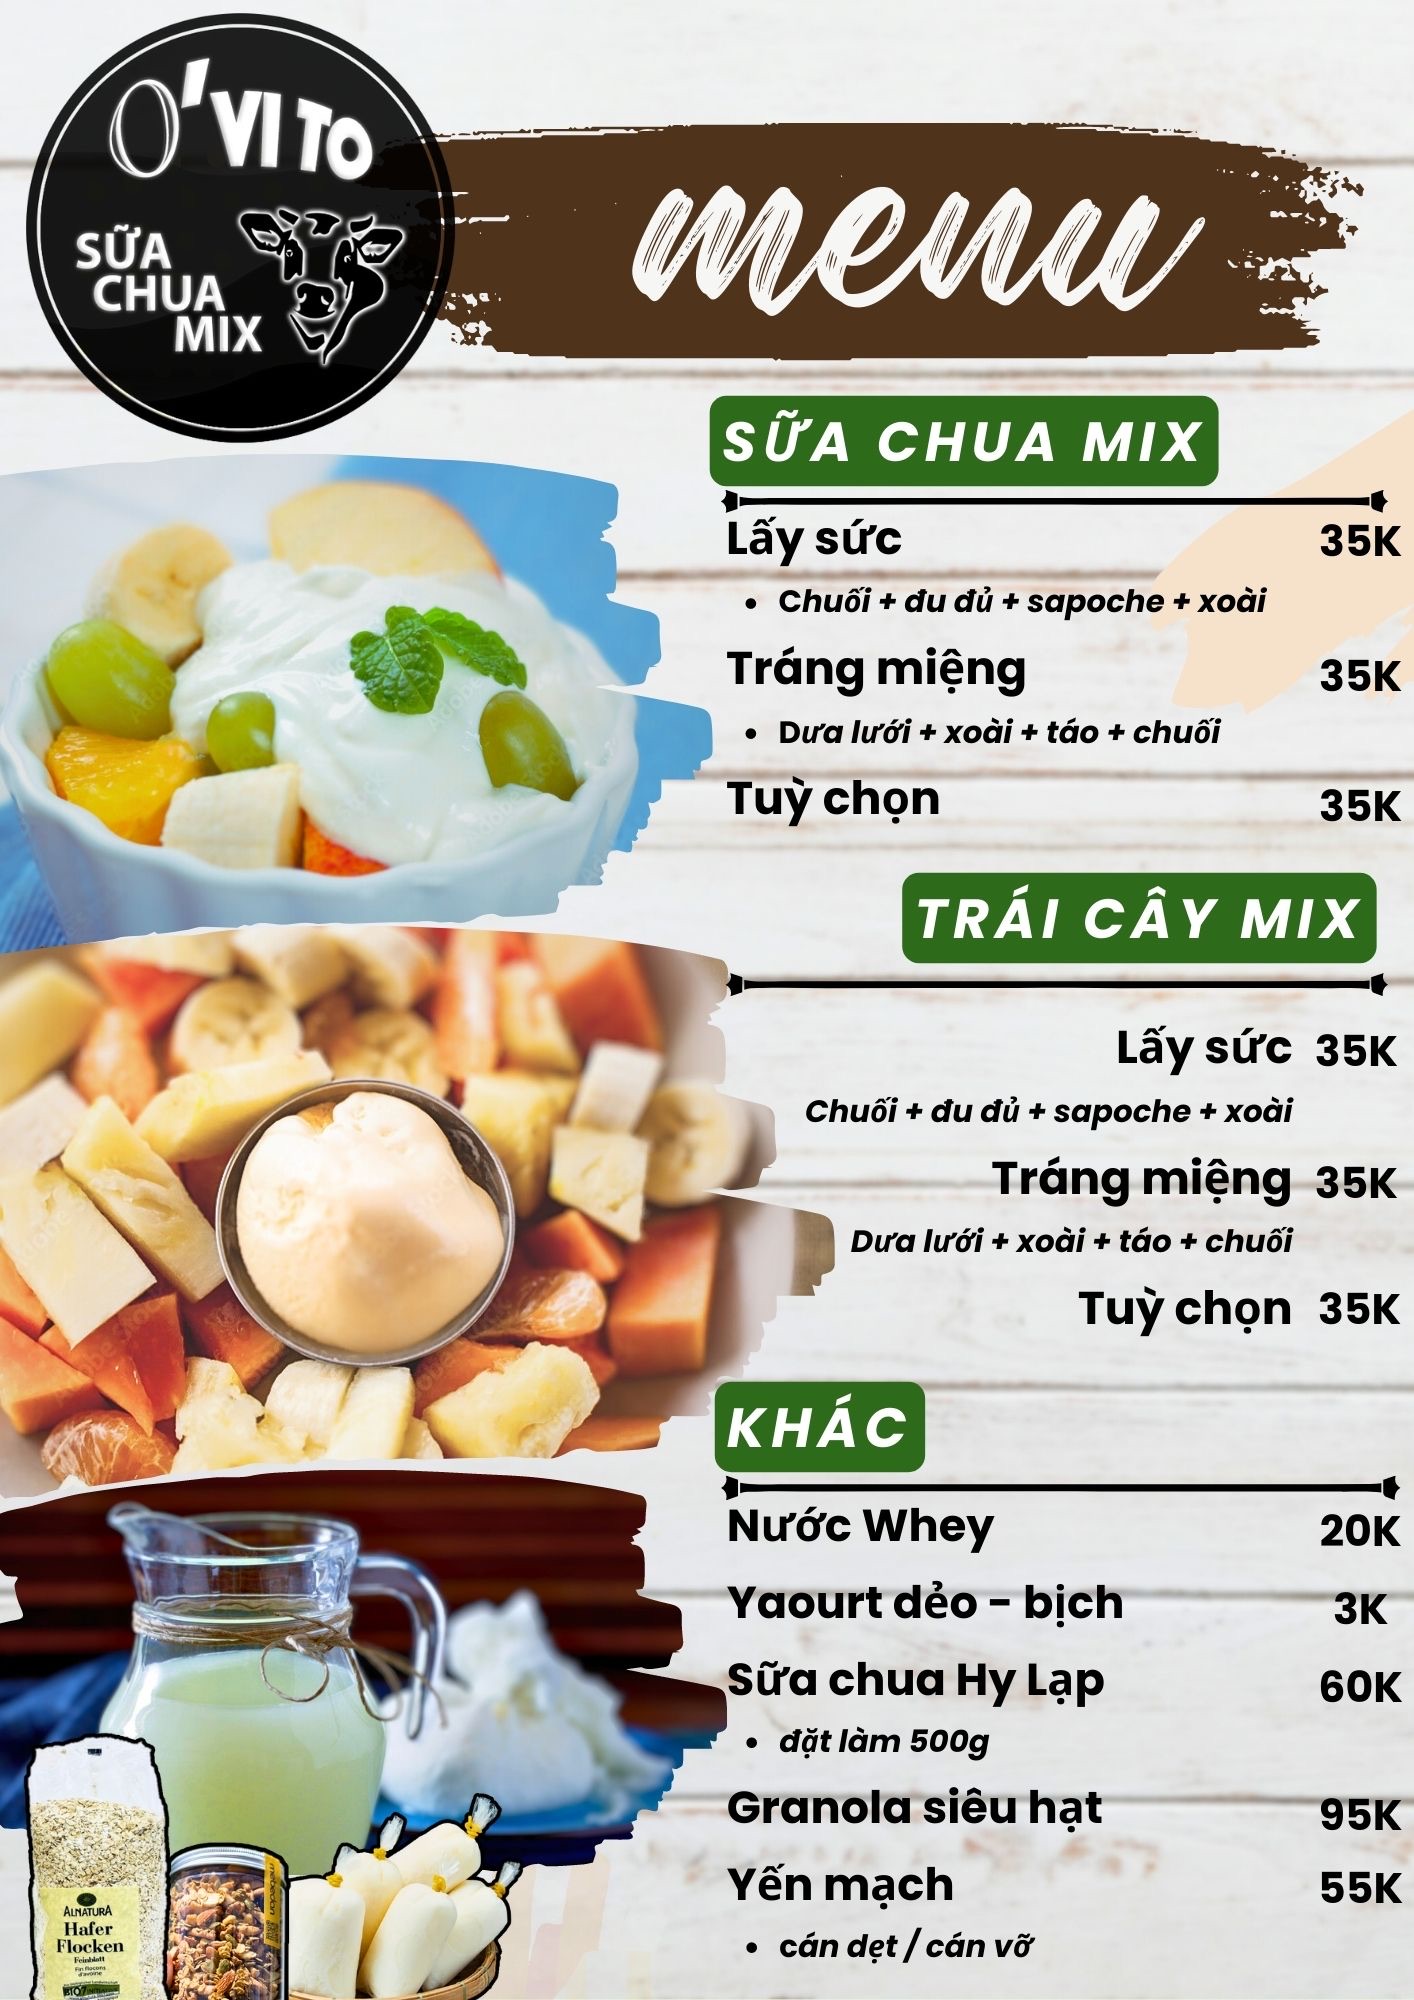 O'VI TO
SỮA
CHUA
MIX
menu
SỮA CHUA MIX
Lấy sức 35K
• Chuối + đu đủ + sapoche + xoài
Tráng miệng 35K
• Dưa lưới + xoài + táo + chuối
Tuỳ chọn 35K
TRÁI CÂY MIX
Lấy sức 35K
Chuối + đu đủ + sapoche + xoài
Tráng miệng 35K
Dưa lưới + xoài + táo + chuối
Tuỳ chọn 35K
KHÁC
Nước Whey 20K
Yaourt dẻo - bịch 3K
Sữa chua Hy Lạp 60K
• đặt làm 500g
Granola siêu hạt 95K
Yến mạch 55K
• cán dẹt / cán vỡ
ALNATURA
Hafer
Flocken
Feinblatt
Fin flocons
d'avoine